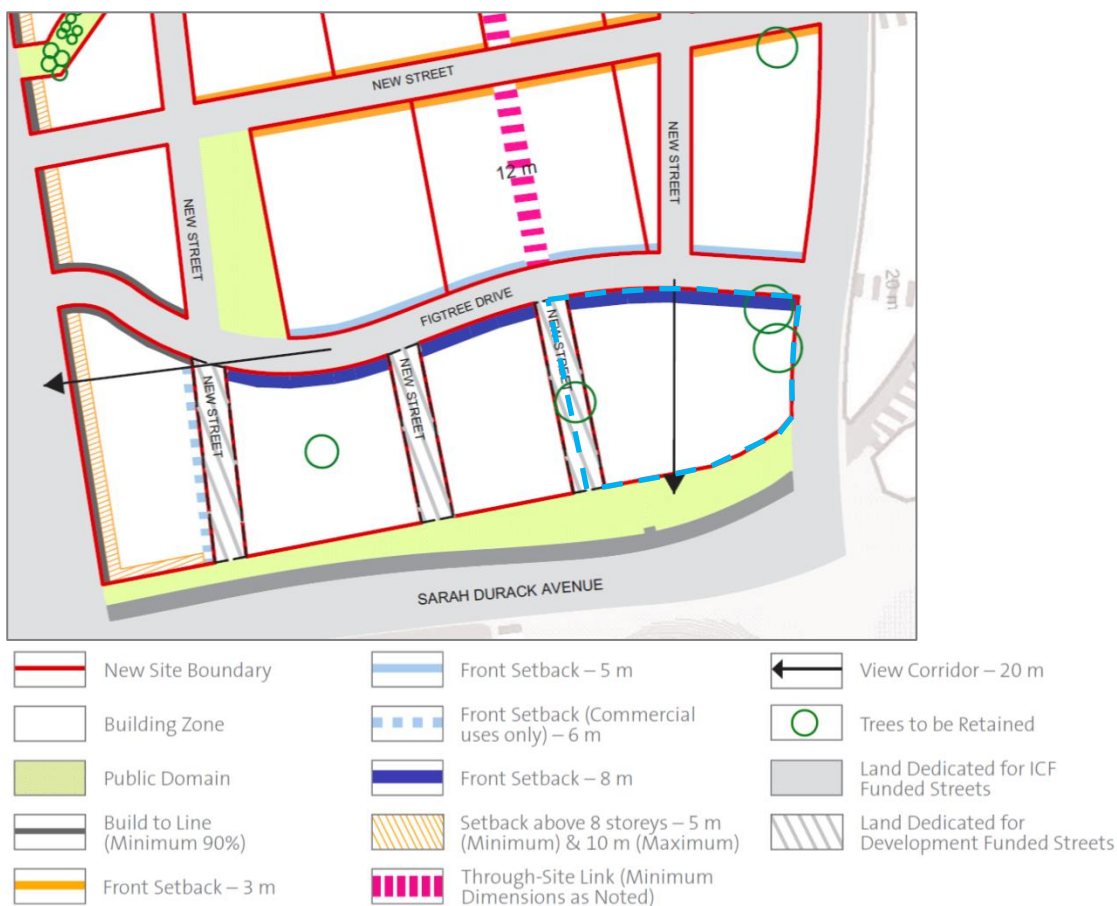 NEW STREET
NEW STREET
12 m
NEW STREET
20 m
FIGTREE DRIVE
NEW STREET
NEW STREET
NEW STREET
SARAH DURACK AVENUE
New Site Boundary
Building Zone
Public Domain
Build to Line
(Minimum 90%)
Front Setback – 3 m
Front Setback – 5 m
Front Setback (Commercial
uses only) – 6 m
Front Setback – 8 m
Setback above 8 storeys – 5 m
(Minimum) & 10 m (Maximum)
Through-Site Link (Minimum
Dimensions as Noted)
View Corridor – 20 m
Trees to be Retained
Land Dedicated for ICF
Funded Streets
Land Dedicated for
Development Funded Streets